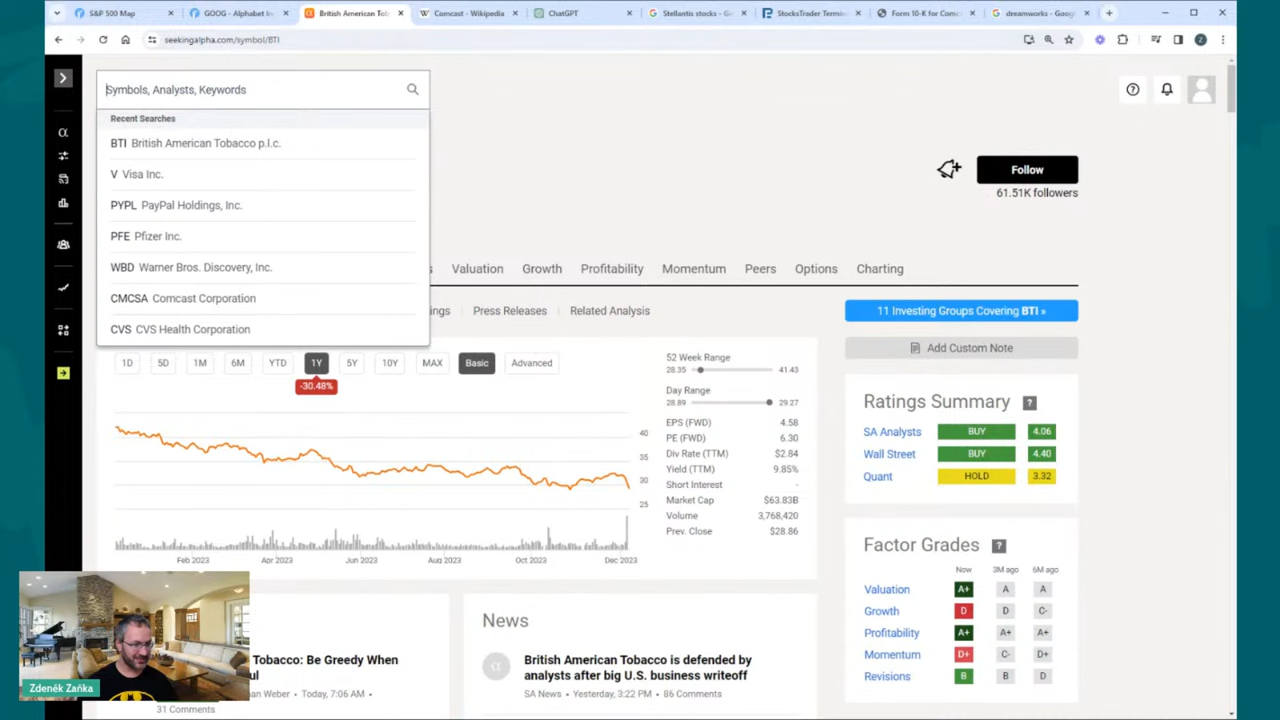 S&P 500 Map
GOOG - Alphabet In
British American Tob
Comcast - Wikipedia
ChatGPT
Stellantis stocks - G
StocksTrader Termin
Form 10-K for Com
dreamworks - Goog
seekingalpha.com/symbol/BTI
Symbols, Analysts, Keywords
Recent Searches
BTI British American Tobacco p.l.c.
V Visa Inc.
PYPL PayPal Holdings, Inc.
PFE Pfizer Inc.
WBD Warner Bros. Discovery, Inc.
CMCSA Comcast Corporation
CVS CVS Health Corporation
Follow
61.51K followers
s Valuation Growth Profitability Momentum Peers Options Charting
ings Press Releases Related Analysis
11 Investing Groups Covering BTI »
Add Custom Note
1D 5D 1M 6M YTD 1Y 5Y 10Y MAX Basic Advanced
-30.48%
40
35
30
25
Feb 2023 Apr 2023 Jun 2023 Aug 2023 Oct 2023 Dec 2023
52 Week Range
28.35 41.43
Day Range
28.89 29.27
EPS (FWD) 4.58
PE (FWD) 6.30
Div Rate (TTM) $2.84
Yield (TTM) 9.85%
Short Interest -
Market Cap $63.83B
Volume 3,768,420
Prev. Close $28.86
Ratings Summary ?
SA Analysts BUY 4.06
Wall Street BUY 4.40
Quant HOLD 3.32
Factor Grades ?
Now 3M ago 6M ago
Valuation A+ A A
Growth D D C-
Profitability A+ A+ A+
Momentum D+ C- D+
Revisions B B D
Tobacco: Be Greedy When
ul
an Weber • Today, 7:06 AM •
31 Comments
News
British American Tobacco is defended by
analysts after big U.S. business writeoff
SA News • Yesterday, 3:22 PM • 86 Comments
Zdeněk Zaňka